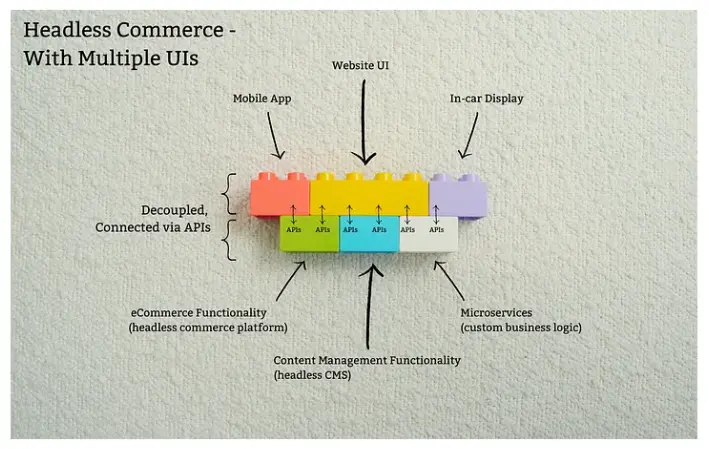 Headless Commerce -
With Multiple UIs
Website UI
Mobile App
In-car Display
Decoupled,
Connected via APIs
APIs APIs APIs APIs APIs APIs
eCommerce Functionality
(headless commerce platform)
Microservices
(custom business logic)
Content Management Functionality
(headless CMS)